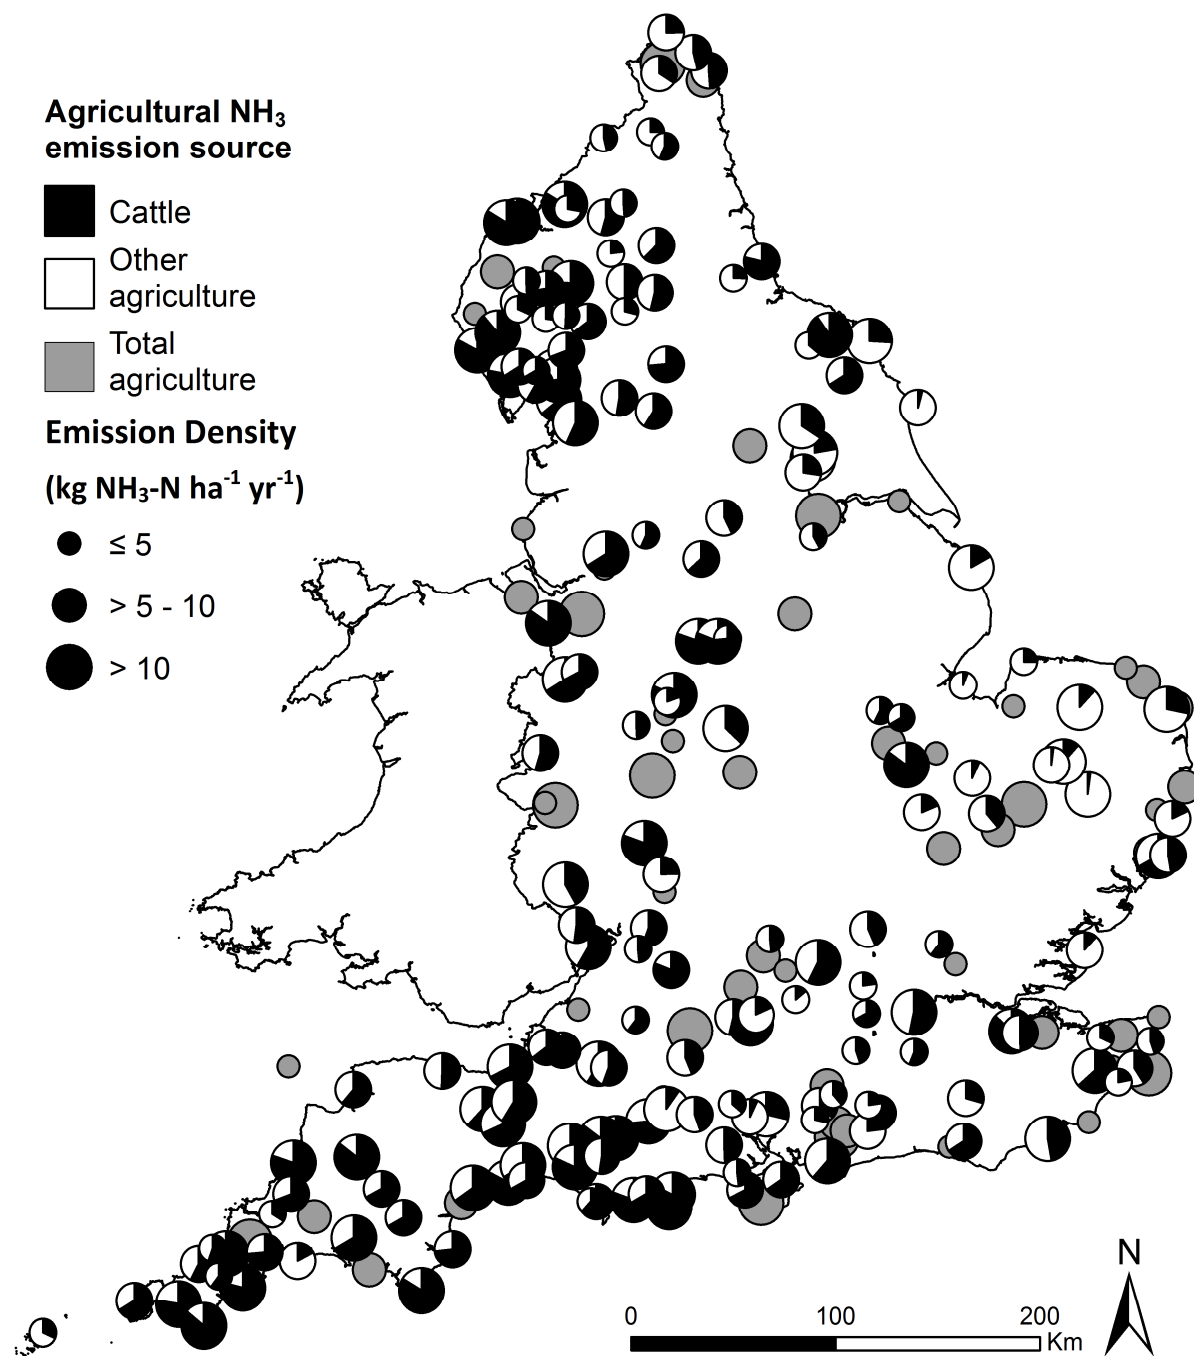 Agricultural NH₃
emission source
Cattle
Other
agriculture
Total
agriculture
Emission Density
(kg NH₃-N ha⁻¹ yr⁻¹)
≤ 5
> 5 - 10
> 10
N
0 100 200
Km